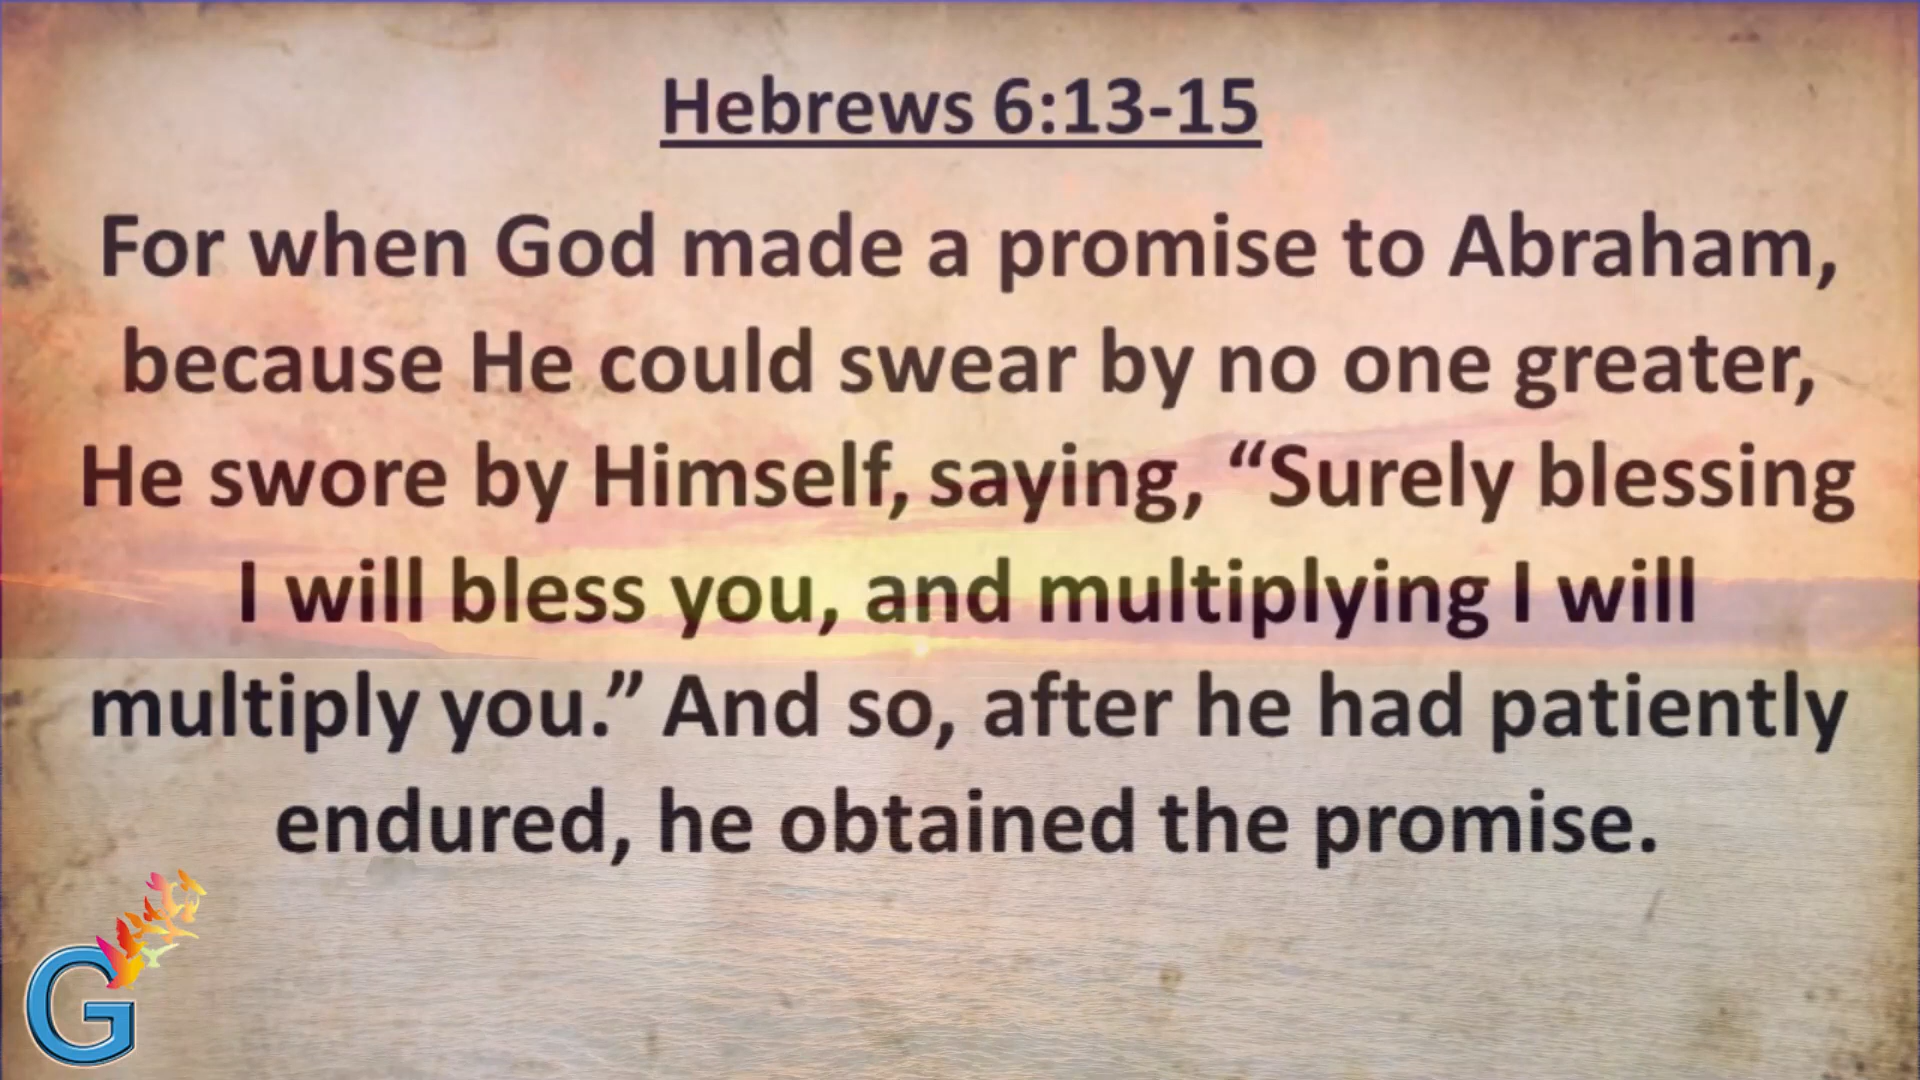 Hebrews 6:13-15
For when God made a promise to Abraham,
because He could swear by no one greater,
He swore by Himself, saying, “Surely blessing
I will bless you, and multiplying I will
multiply you.” And so, after he had patiently
endured, he obtained the promise.
G